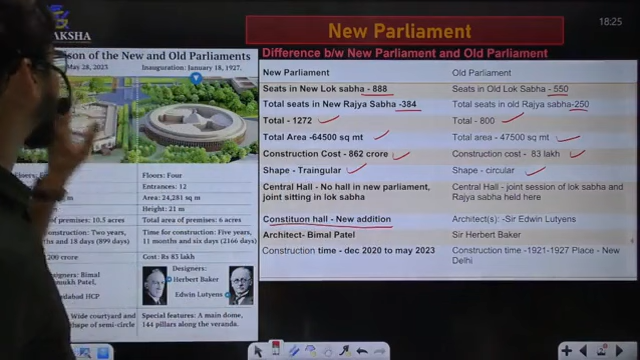 New Parliament
18:25
AKSHA
ison of the New and Old Parliaments
May 28, 2023
Inauguration: January 18, 1927.
Floors: Four
Entrances: 12
Area: 24,281 sq m
Height: 21 m
of premises: 10.5 acres
Total area of premises: 6 acres
onstruction: Two years,
hs and 18 days (899 days)
Time for construction: Five years,
11 months and six days (2166 days)
200 crore
Cost: Rs 83 lakh
signers: Bimal
Designers:
Herbert Baker
Edwin Lutyens
dabad HCP
Wide courtyard and
shape of semi-circle
Special features: A main dome,
144 pillars along the veranda.
Difference b/w New Parliament and Old Parliament
New Parliament
Old Parliament
Seats in New Lok sabha - 888
Seats in Old Lok Sabha - 550
Total seats in New Rajya Sabha -384
Total seats in old Rajya sabha-250
Total - 1272
Total - 800
Total Area -64500 sq mt
Total area - 47500 sq mt
Construction Cost - 862 crore
Construction cost - 83 lakh
Shape - Traingular
Shape - circular
Central Hall - No hall in new parliament,
joint sitting in lok sabha
Central Hall - joint session of lok sabha and
Rajya sabha held here
Constituon hall - New addition
Architect(s): -Sir Edwin Lutyens
Architect- Bimal Patel
Sir Herbert Baker
Construction time - dec 2020 to may 2023
Construction time -1921-1927 Place - New
Delhi